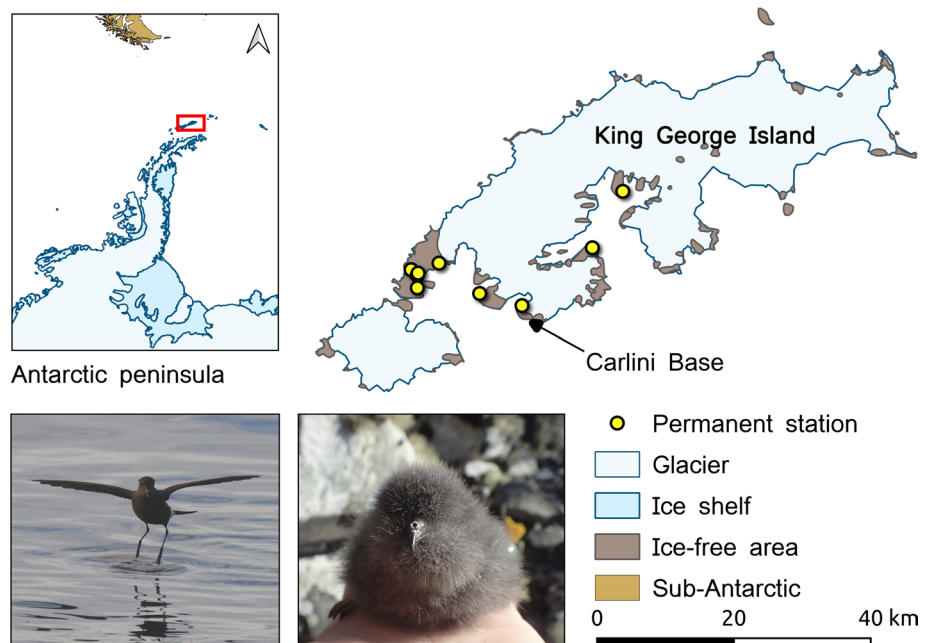 King George Island
Carlini Base
Antarctic peninsula
Permanent station
Glacier
Ice shelf
Ice-free area
Sub-Antarctic
0 20 40 km